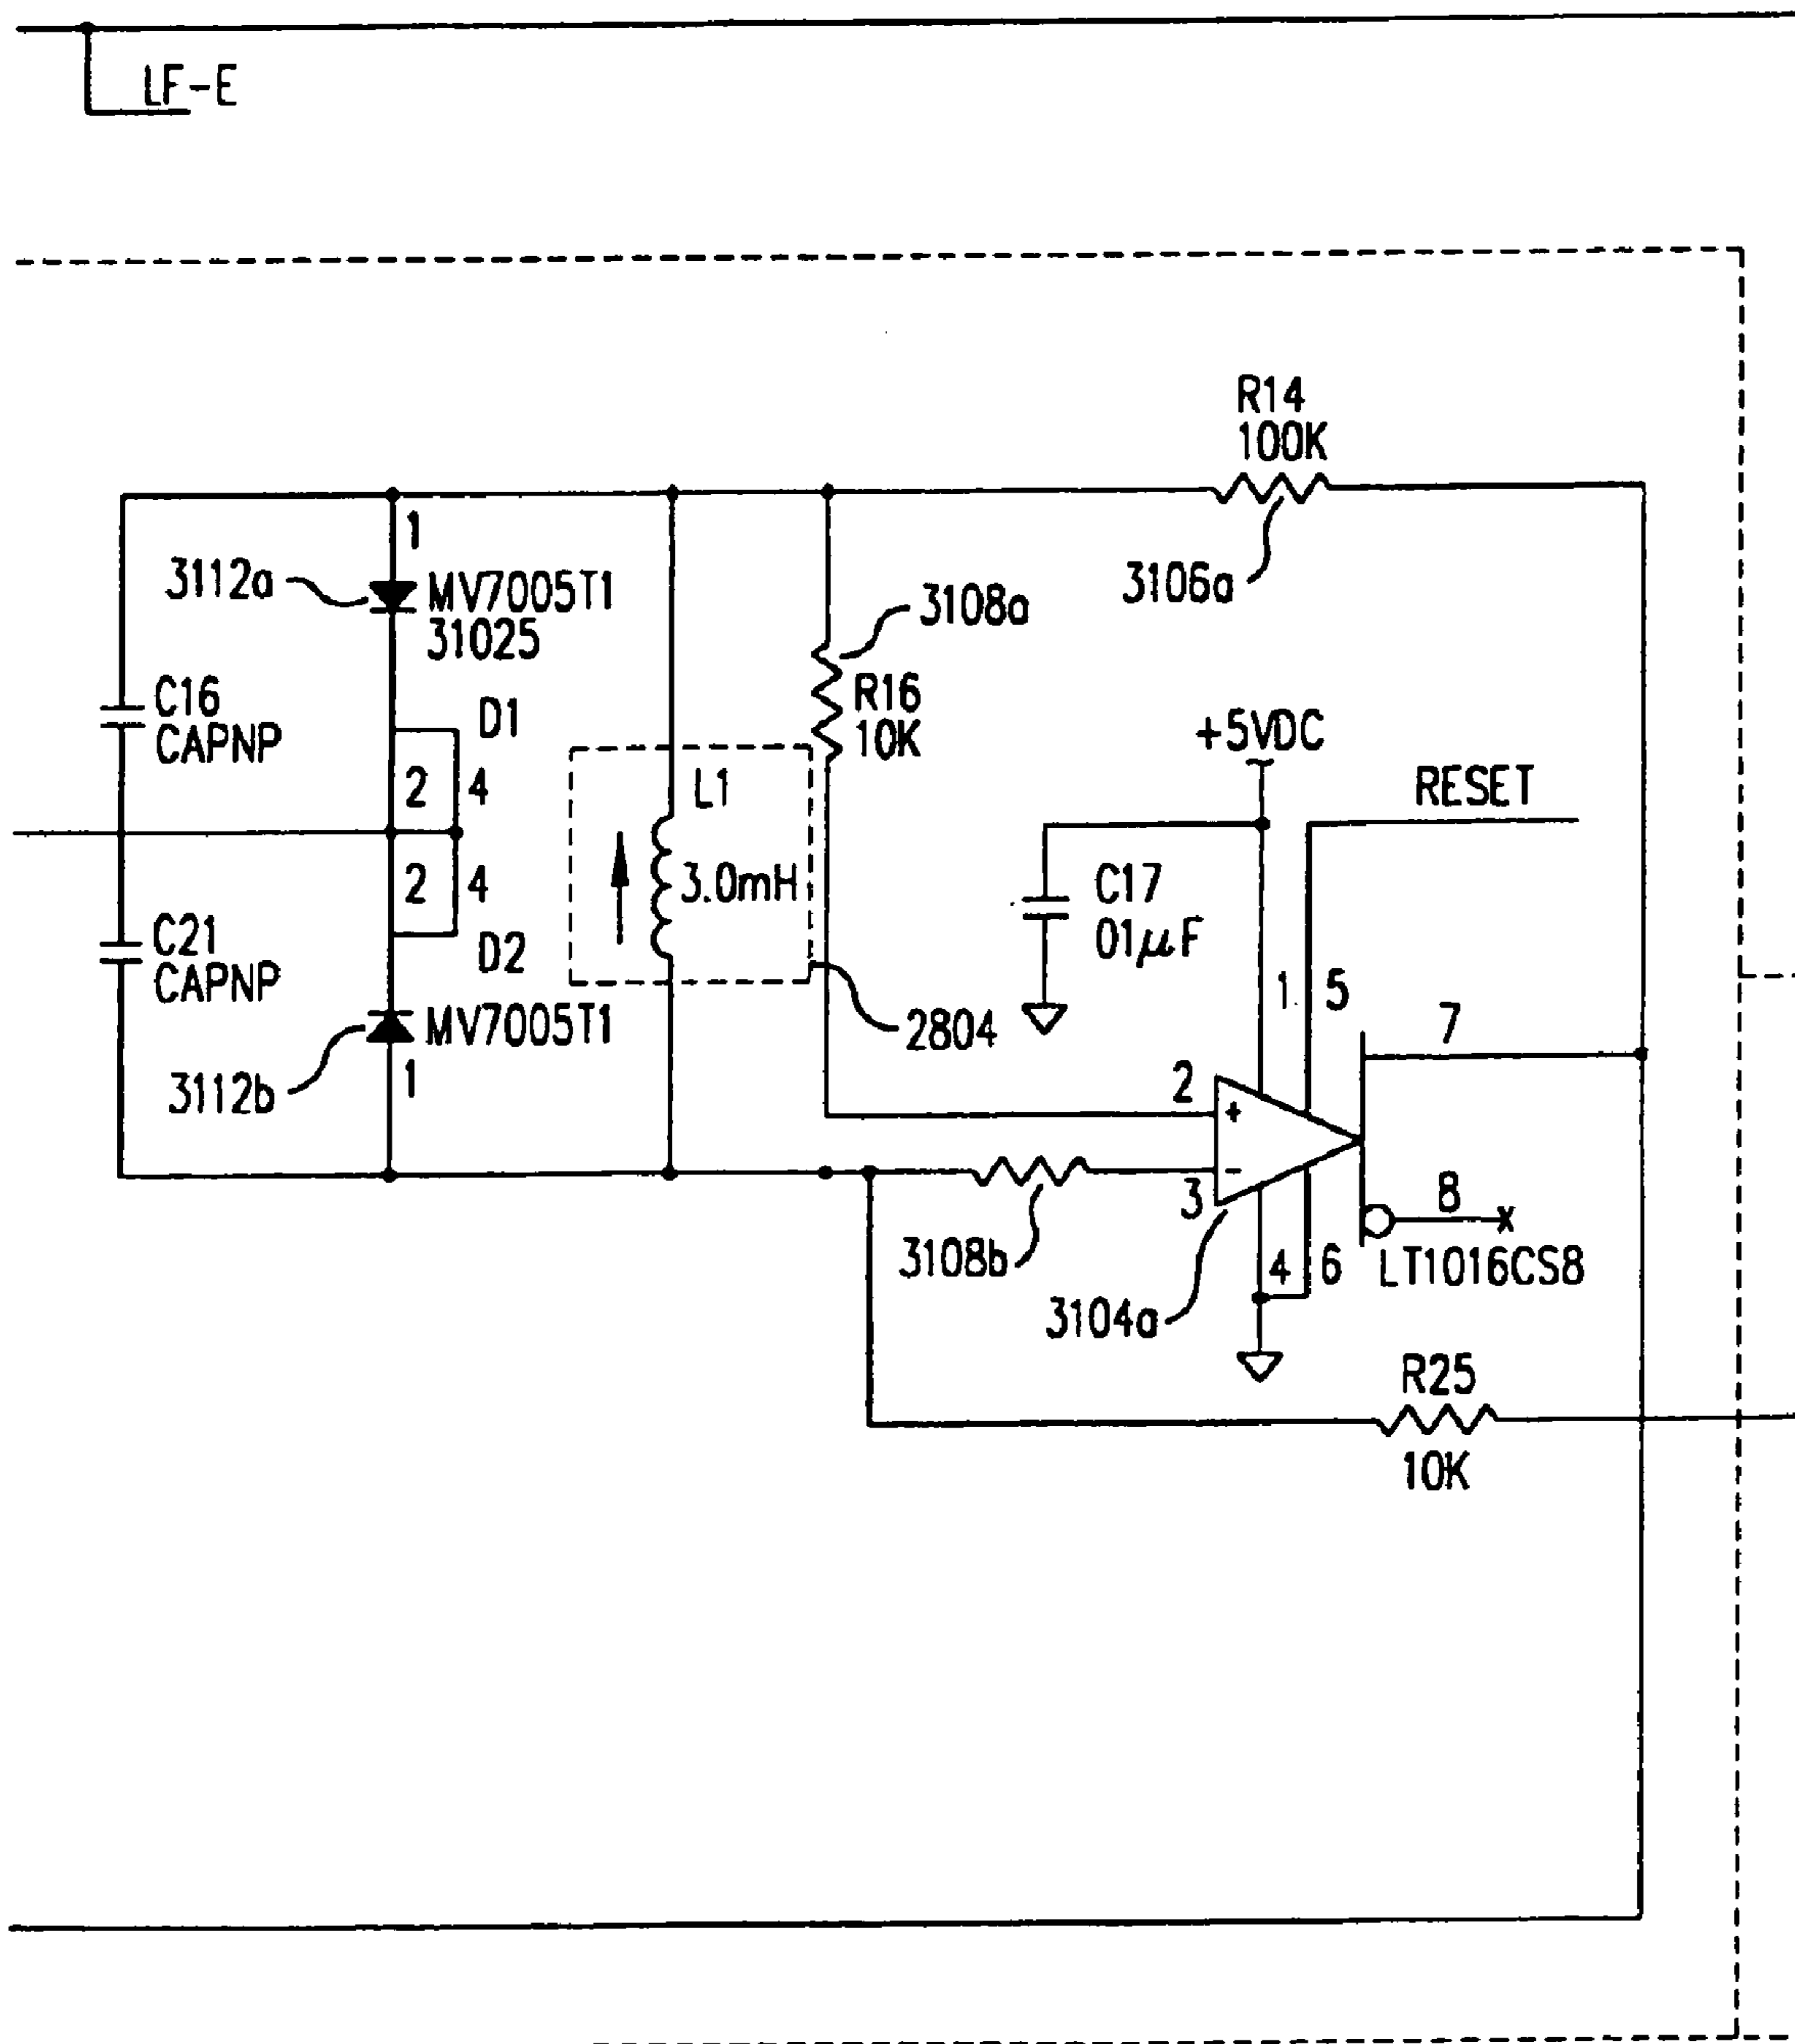 LF-E
R14
100K
1
3112a
MV7005T1
31025
3106a
3108a
C16
CAPNP
D1
R16
10K
+5VDC
2
4
L1
RESET
2
4
3.0mH
C17
01µF
C21
CAPNP
D2
1
5
MV7005T1
2804
7
3112b
1
2
+
-
3
8
3108b
4
6
LT1016CS8
3104a
R25
10K